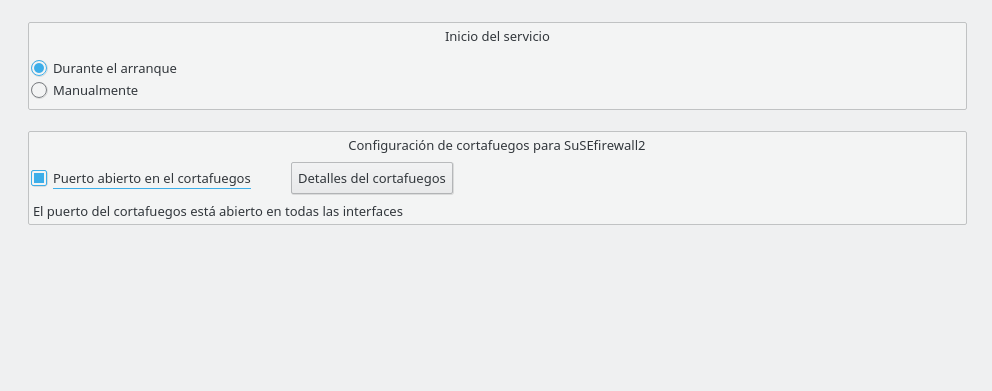 Inicio del servicio
Durante el arranque
Manualmente
Configuración de cortafuegos para SuSEfirewall2
Puerto abierto en el cortafuegos
Detalles del cortafuegos
El puerto del cortafuegos está abierto en todas las interfaces